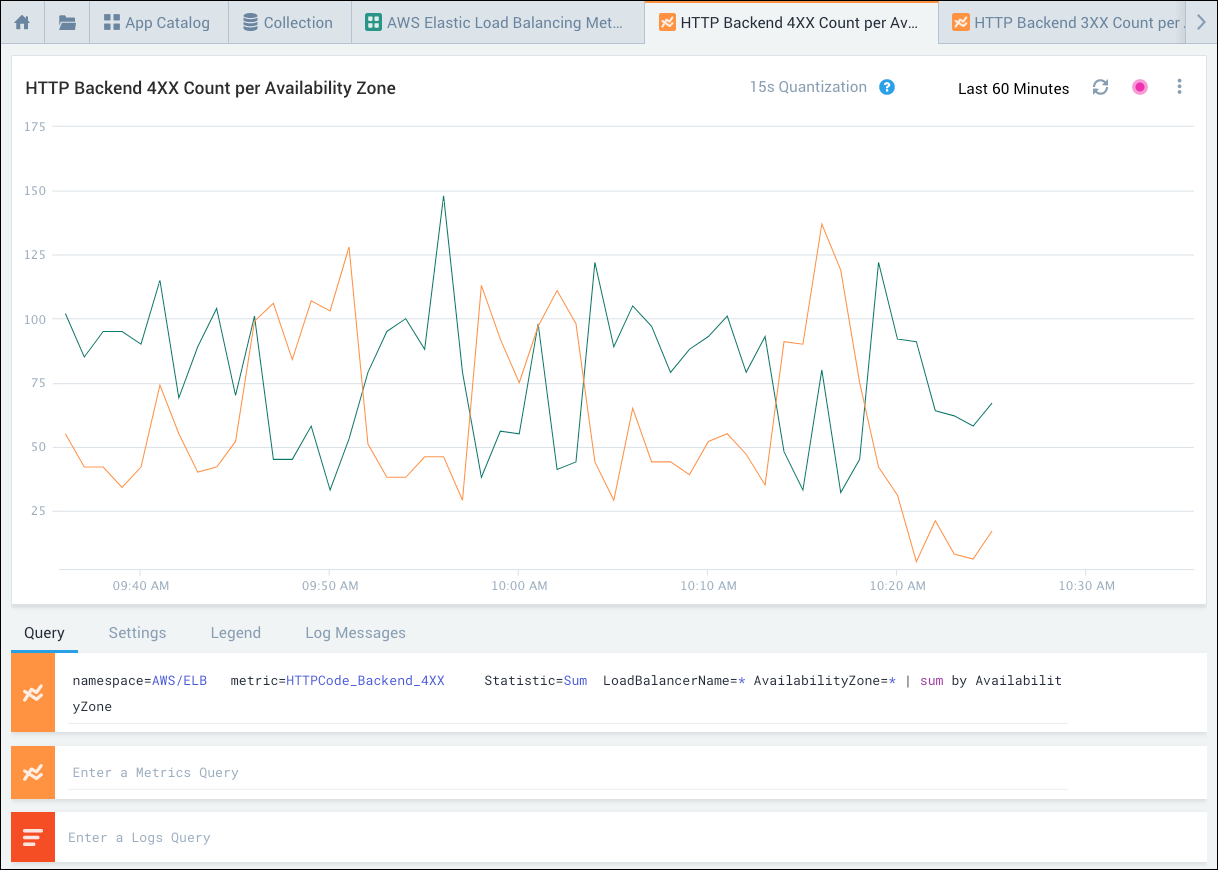 App Catalog
Collection
AWS Elastic Load Balancing Met...
HTTP Backend 4XX Count per Av...
HTTP Backend 3XX Count per
HTTP Backend 4XX Count per Availability Zone
15s Quantization
?
Last 60 Minutes
175
150
125
100
75
50
25
09:40 AM
09:50 AM
10:00 AM
10:10 AM
10:20 AM
10:30 AM
Query
Settings
Legend
Log Messages
namespace=AWS/ELB metric=HTTPCode_Backend_4XX Statistic=Sum LoadBalancerName=* AvailabilityZone=* | sum by Availabilit
yZone
Enter a Metrics Query
Enter a Logs Query